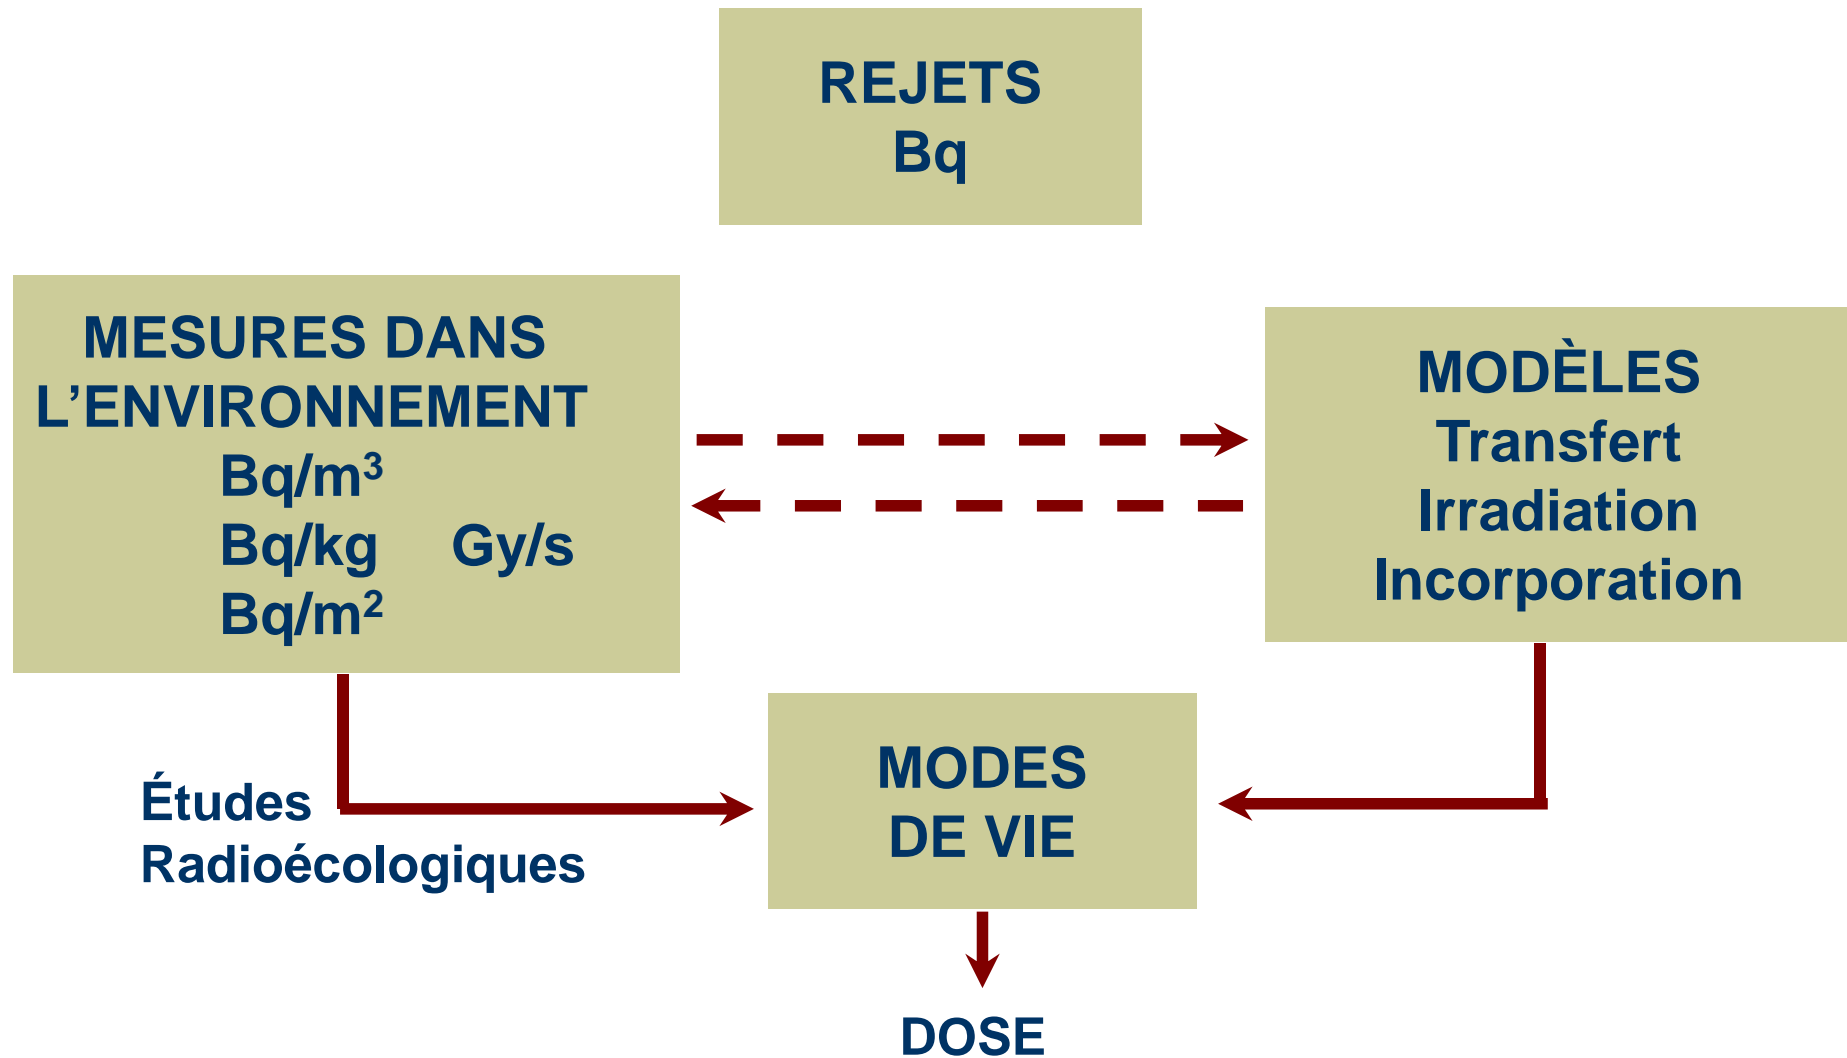 REJETS
Bq
MESURES DANS
L’ENVIRONNEMENT
Bq/m³
Bq/kg Gy/s
Bq/m²
MODÈLES
Transfert
Irradiation
Incorporation
Études
Radioécologiques
MODES
DE VIE
DOSE